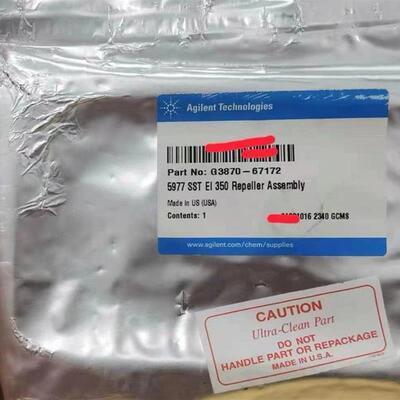 Agilent Technologies
Part No: G3870-67172
5977 SST EI 350 Repeller Assembly
Made in US (USA)
Contents: 1
2340 GCMS
www.agilent.com/chem/supplies
CAUTION
Ultra-Clean Part
DO NOT
HANDLE PART OR REPACKAGE
MADE IN U.S.A.